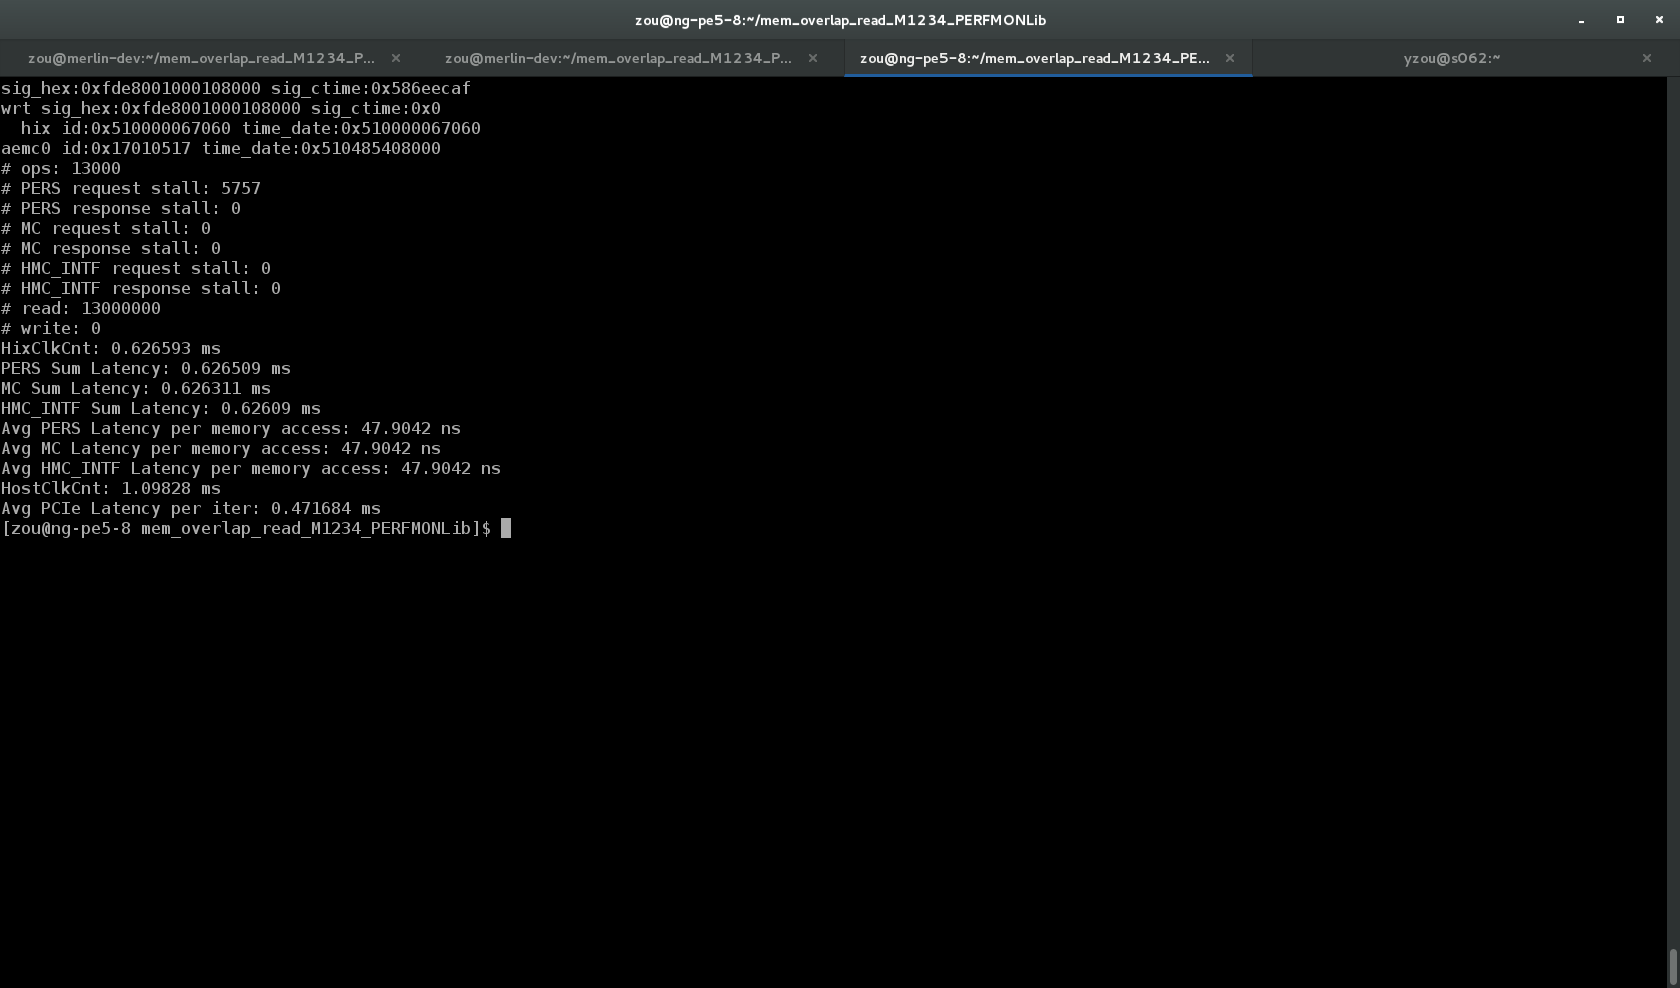 zou@ng-pe5-8:~/mem_overlap_read_M1234_PERFMONLib
zou@merlin-dev:~/mem_overlap_read_M1234_P... zou@merlin-dev:~/mem_overlap_read_M1234_P... zou@ng-pe5-8:~/mem_overlap_read_M1234_PE... yzou@s062:~
sig_hex:0xfde8001000108000 sig_ctime:0x586eecaf
wrt sig_hex:0xfde8001000108000 sig_ctime:0x0
  hix id:0x510000067060 time_date:0x510000067060
aemc0 id:0x17010517 time_date:0x510485408000
# ops: 13000
# PERS request stall: 5757
# PERS response stall: 0
# MC request stall: 0
# MC response stall: 0
# HMC_INTF request stall: 0
# HMC_INTF response stall: 0
# read: 13000000
# write: 0
HixClkCnt: 0.626593 ms
PERS Sum Latency: 0.626509 ms
MC Sum Latency: 0.626311 ms
HMC_INTF Sum Latency: 0.62609 ms
Avg PERS Latency per memory access: 47.9042 ns
Avg MC Latency per memory access: 47.9042 ns
Avg HMC_INTF Latency per memory access: 47.9042 ns
HostClkCnt: 1.09828 ms
Avg PCIe Latency per iter: 0.471684 ms
[zou@ng-pe5-8 mem_overlap_read_M1234_PERFMONLib]$